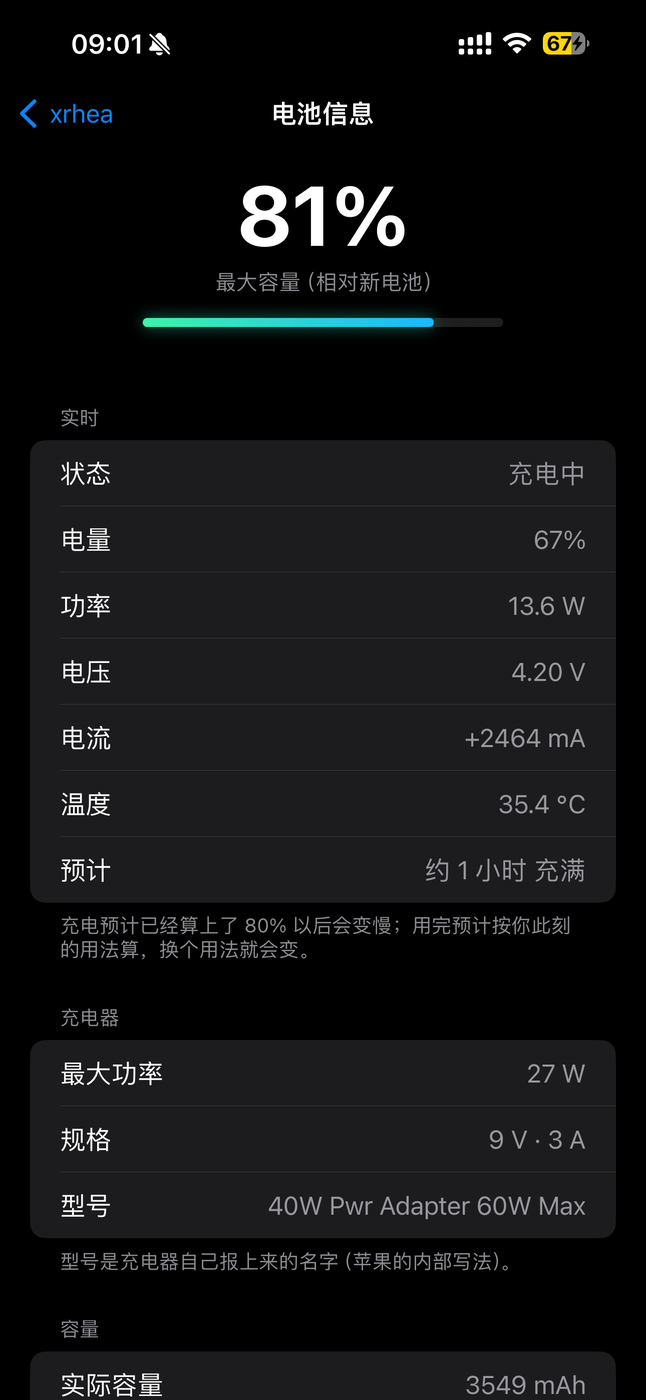 09:01
67
xrhea
电池信息
81%
最大容量 (相对新电池)
实时
状态 充电中
电量 67%
功率 13.6 W
电压 4.20 V
电流 +2464 mA
温度 35.4 °C
预计 约 1 小时 充满
充电预计已经算上了 80% 以后会变慢；用完预计按你此刻
的用法算，换个用法就会变。
充电器
最大功率 27 W
规格 9 V · 3 A
型号 40W Pwr Adapter 60W Max
型号是充电器自己报上来的名字 (苹果的内部写法)。
容量
实际容量 3549 mAh